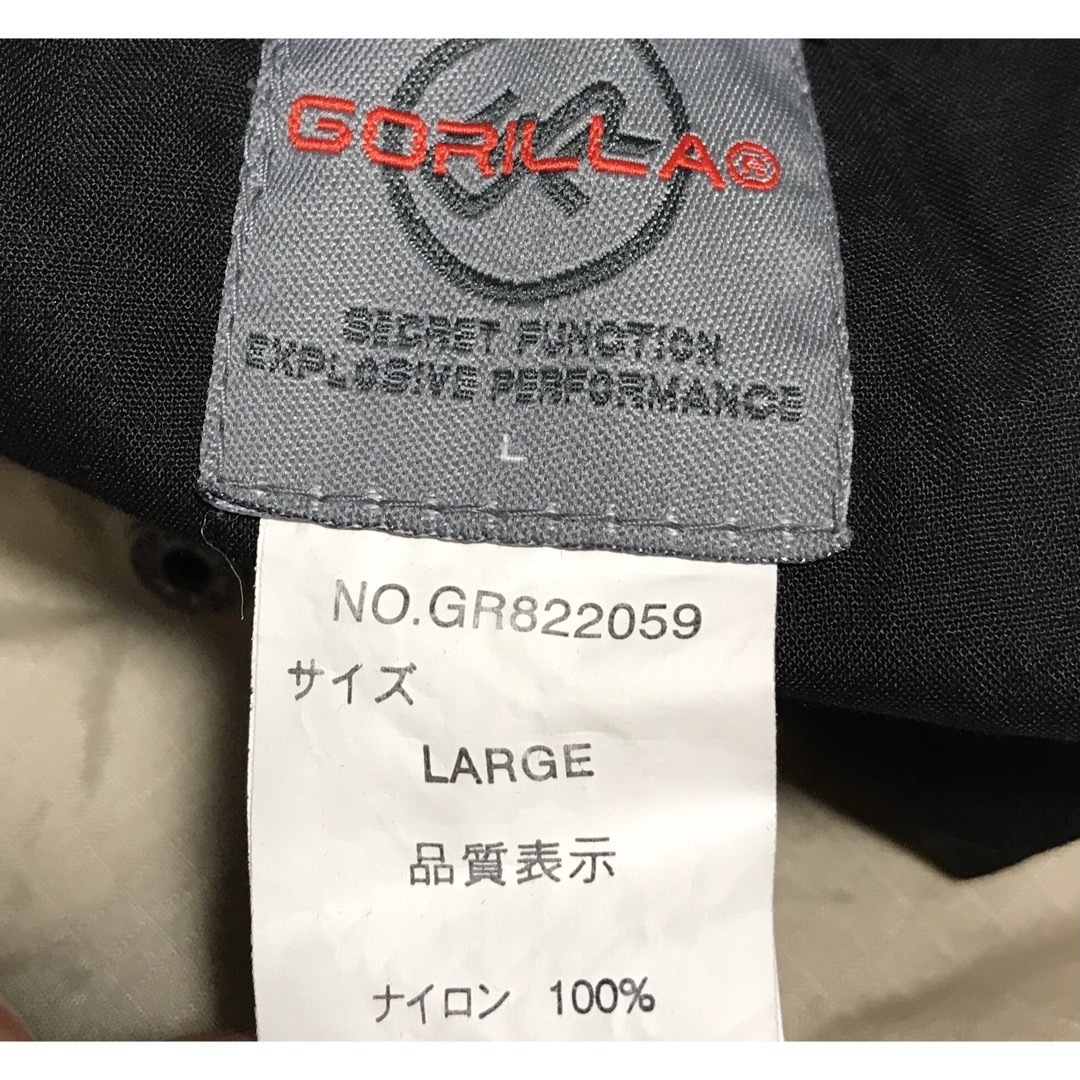 GORILLA®
SECRET FUNCTION
EXPLOSIVE PERFORMANCE
L
NO.GR822059
サイズ
LARGE
品質表示
ナイロン 100%